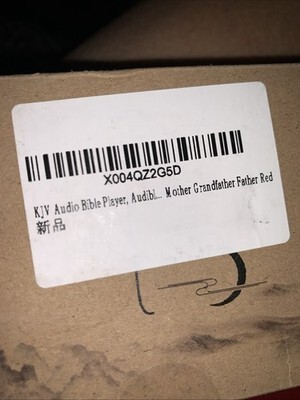 X004QZ2G5D
KJV Audio Bible Player, Audibl... Mother Grandfather Father Red
新品